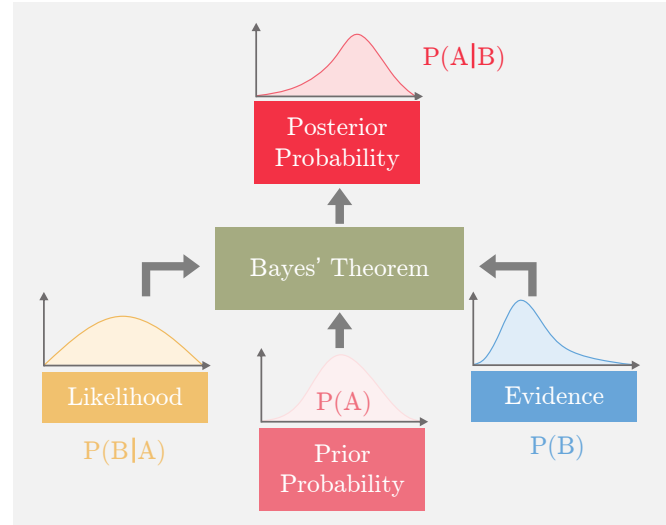 P(A|B)
Posterior
Probability
Bayes' Theorem
Likelihood
P(B|A)
P(A)
Prior
Probability
Evidence
P(B)